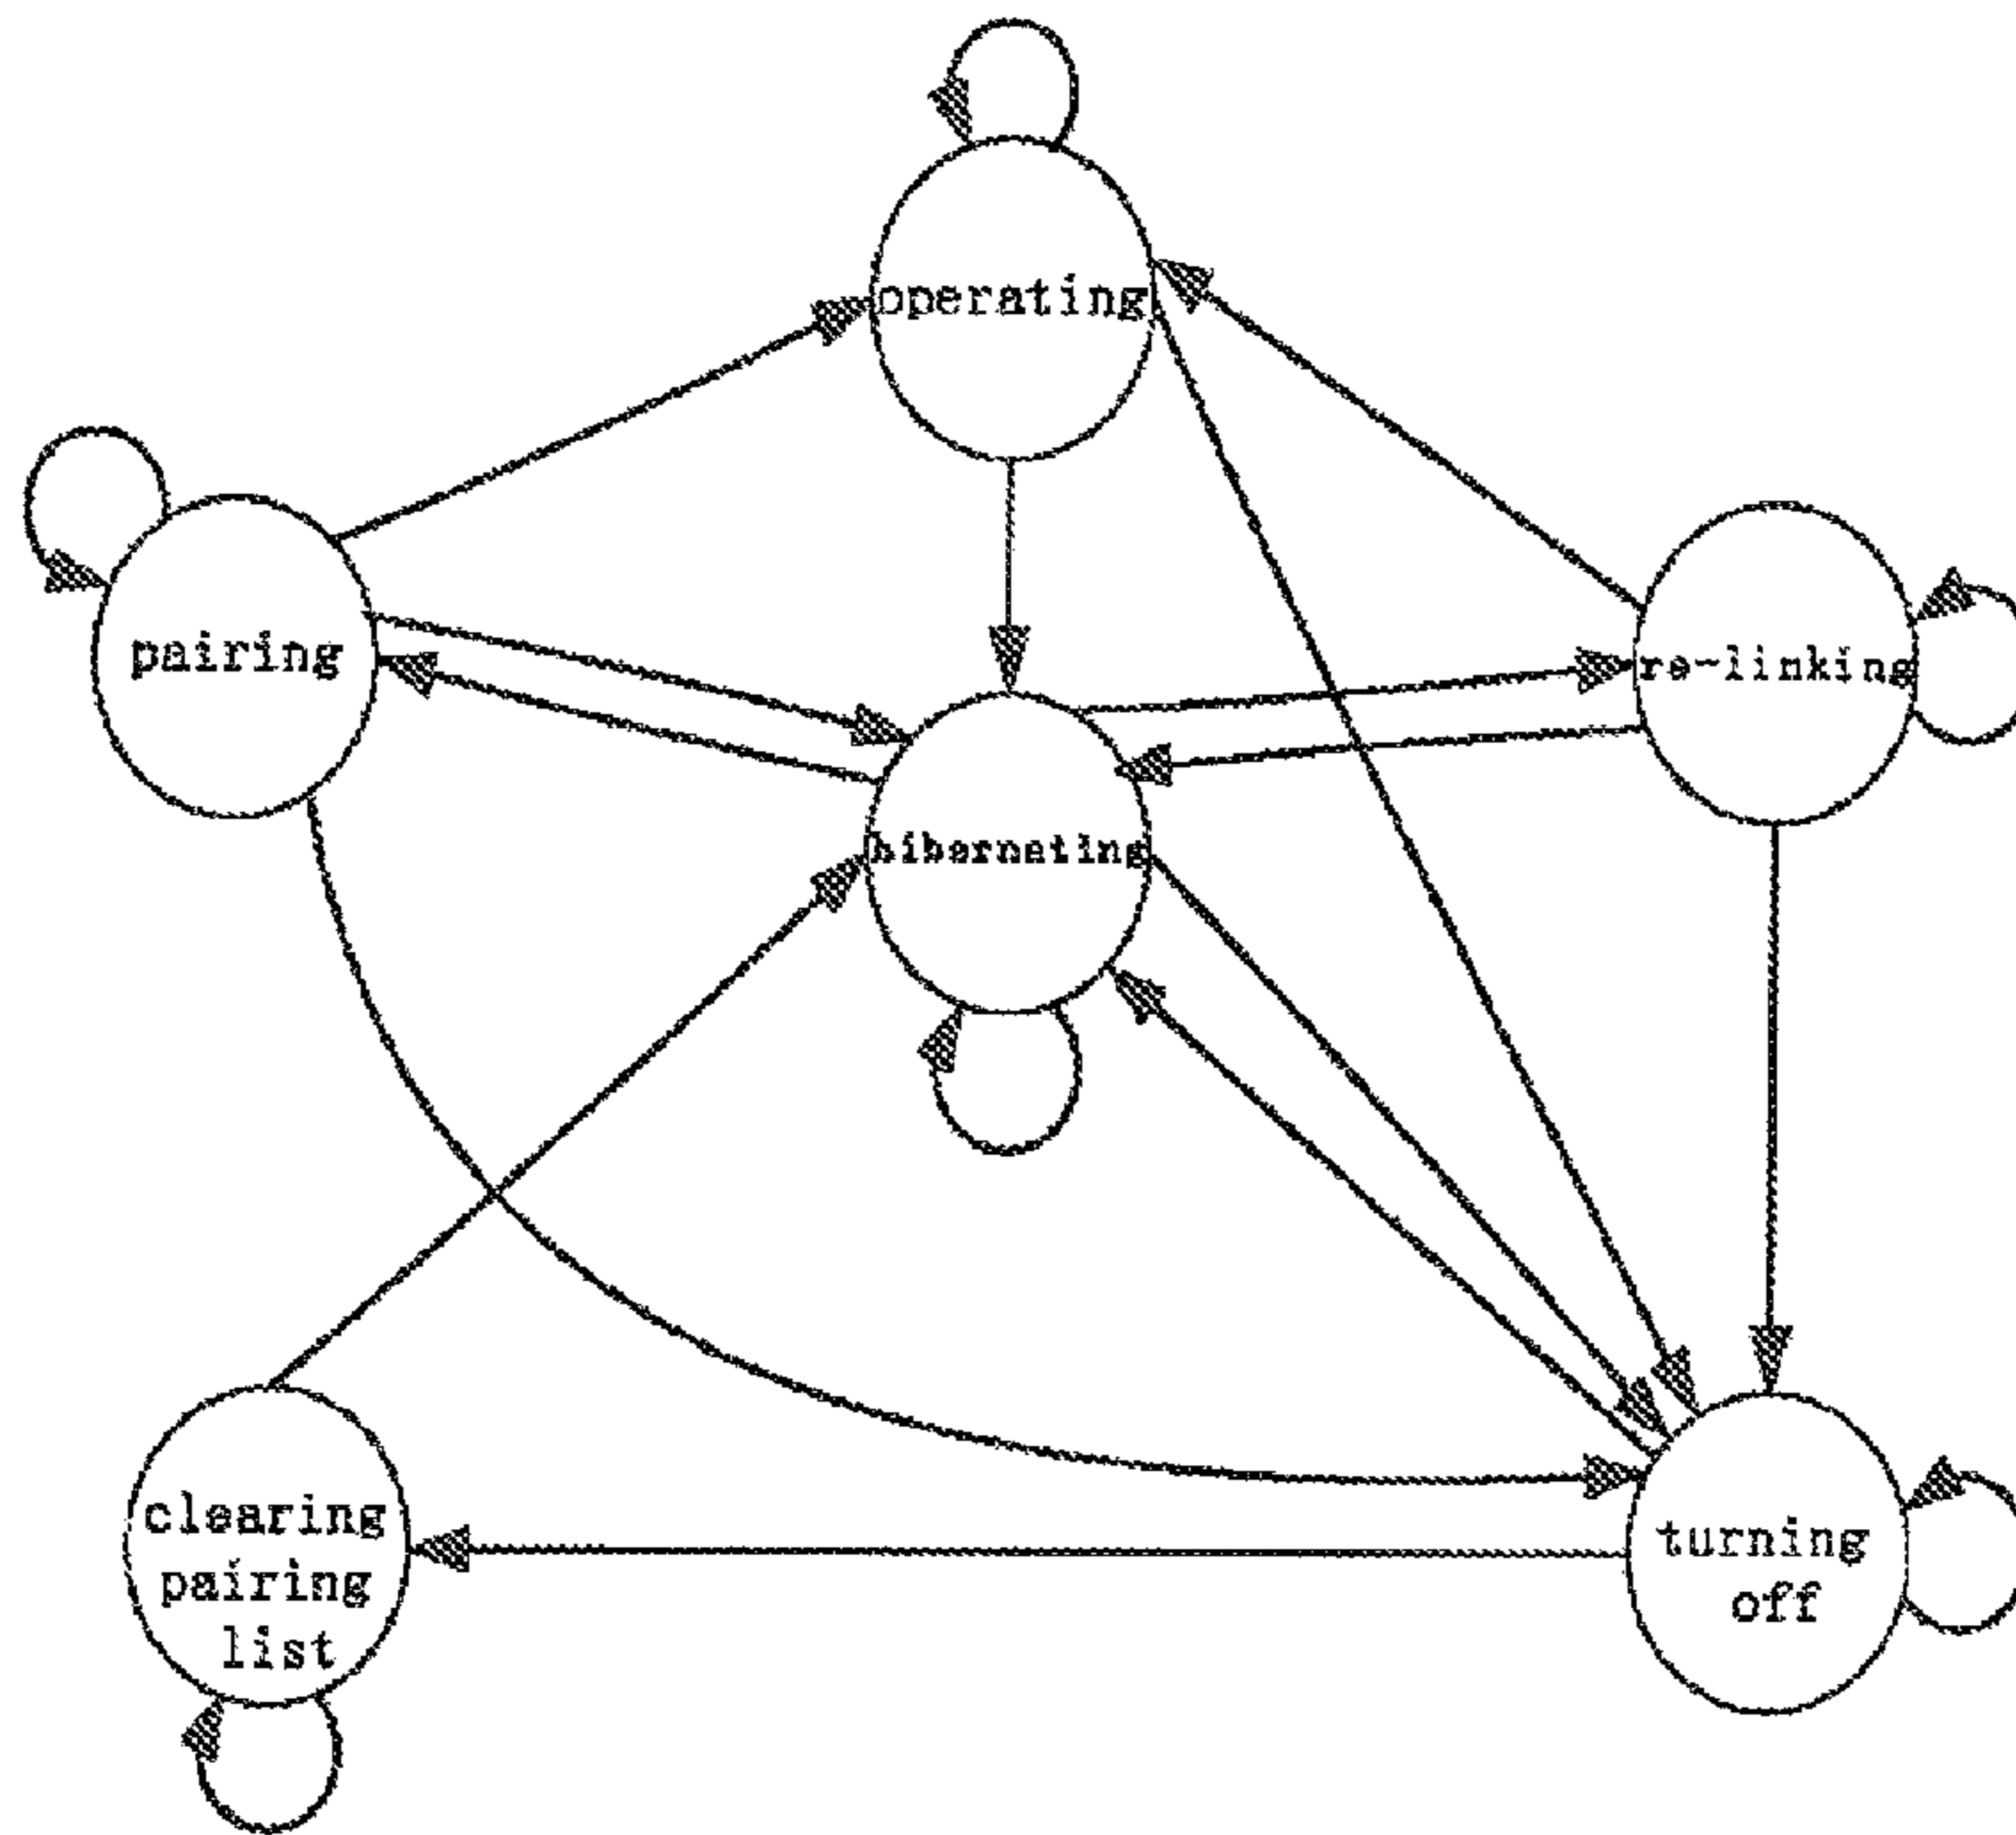 operating
pairing
re-linking
hibernating
clearing
pairing
list
turning
off